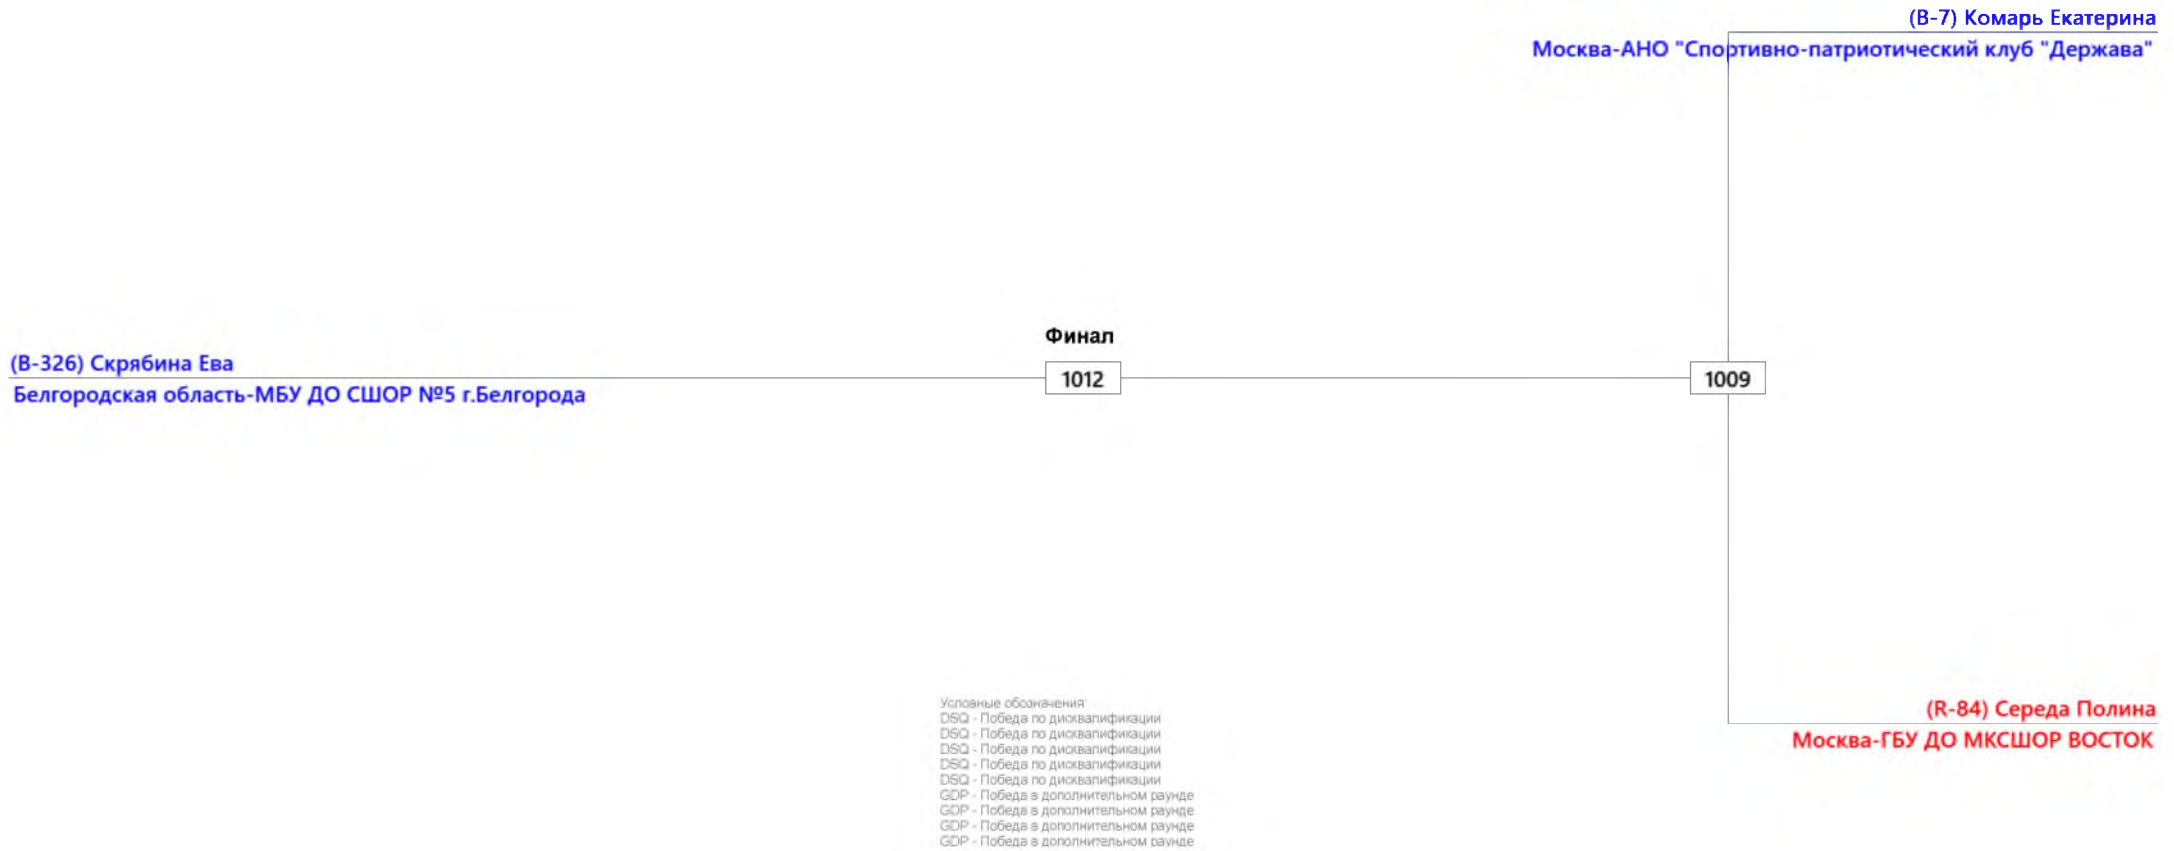 (B-7) Комарь Екатерина
Москва-АНО "Спортивно-патриотический клуб "Держава"
Финал
(B-326) Скрябина Ева
1012
1009
Белгородская область-МБУ ДО СШОР №5 г.Белгорода
(R-84) Середа Полина
Москва-ГБУ ДО МКСШОР ВОСТОК
Условные обозначения:
DSQ - Победа по дисквалификации
DSQ - Победа по дисквалификации
DSQ - Победа по дисквалификации
DSQ - Победа по дисквалификации
DSQ - Победа по дисквалификации
GDP - Победа в дополнительном раунде
GDP - Победа в дополнительном раунде
GDP - Победа в дополнительном раунде
GDP - Победа в дополнительном раунде